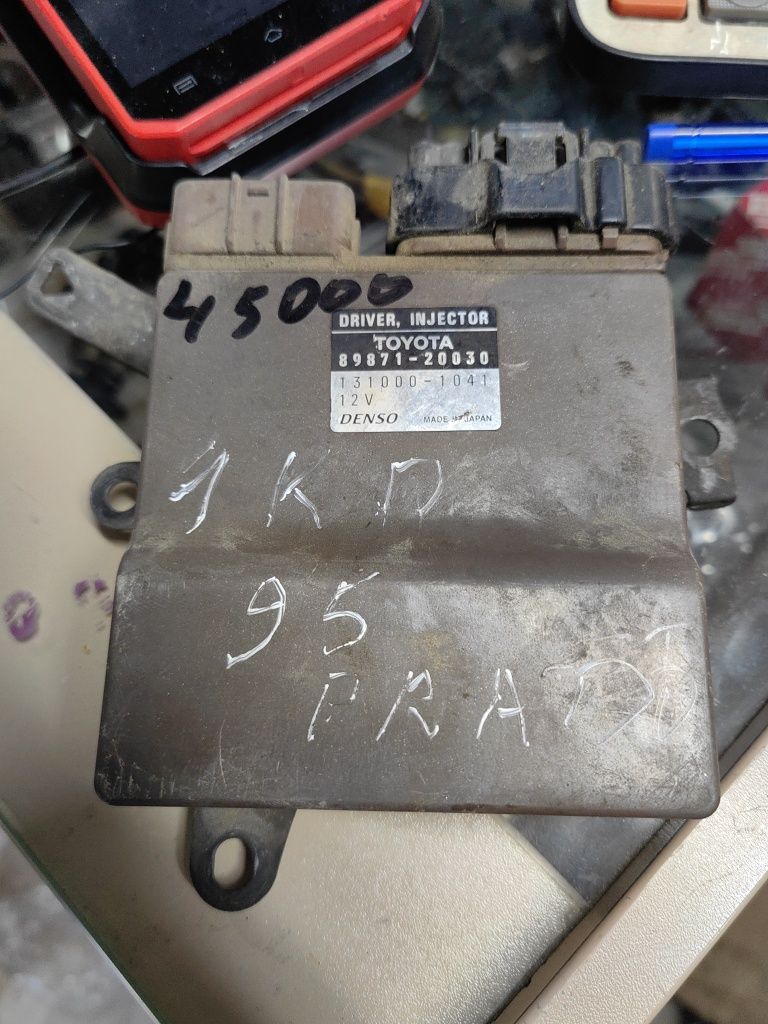 45000
DRIVER, INJECTOR
TOYOTA
89871-20030
131000-1041
12V
DENSO MADE IN JAPAN
1KD
95
PRADO